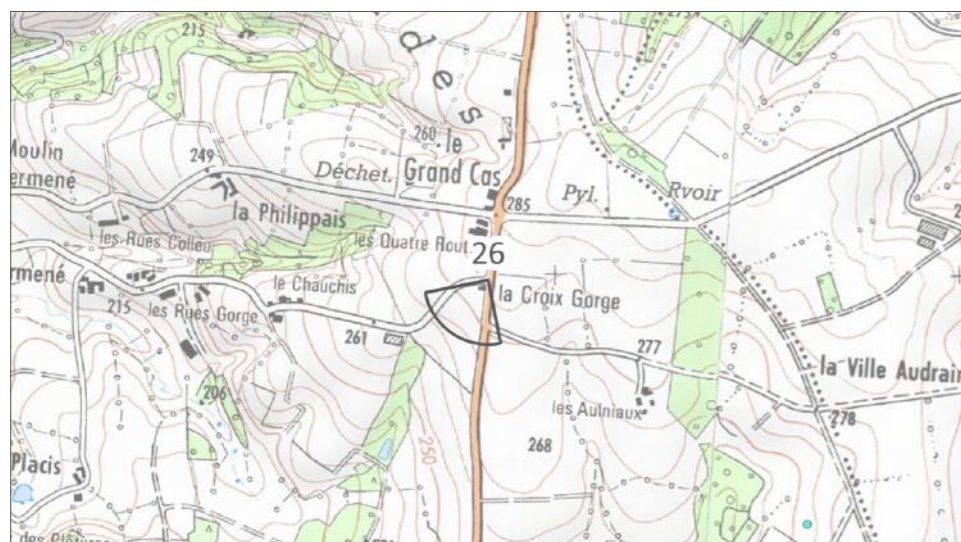 215
des
260
le
Moulin
249
Déchet.
Grand Cas
ermené
Pyl.
Rvoir
285
la Philippais
les Rues Colleu
les Quatre Rout
26
ermené
le Chauchis
la Croix Gorge
215
les Rues Gorge
261
277
la Ville Audrain
206
les Aulniaux
278
250
268
Placis